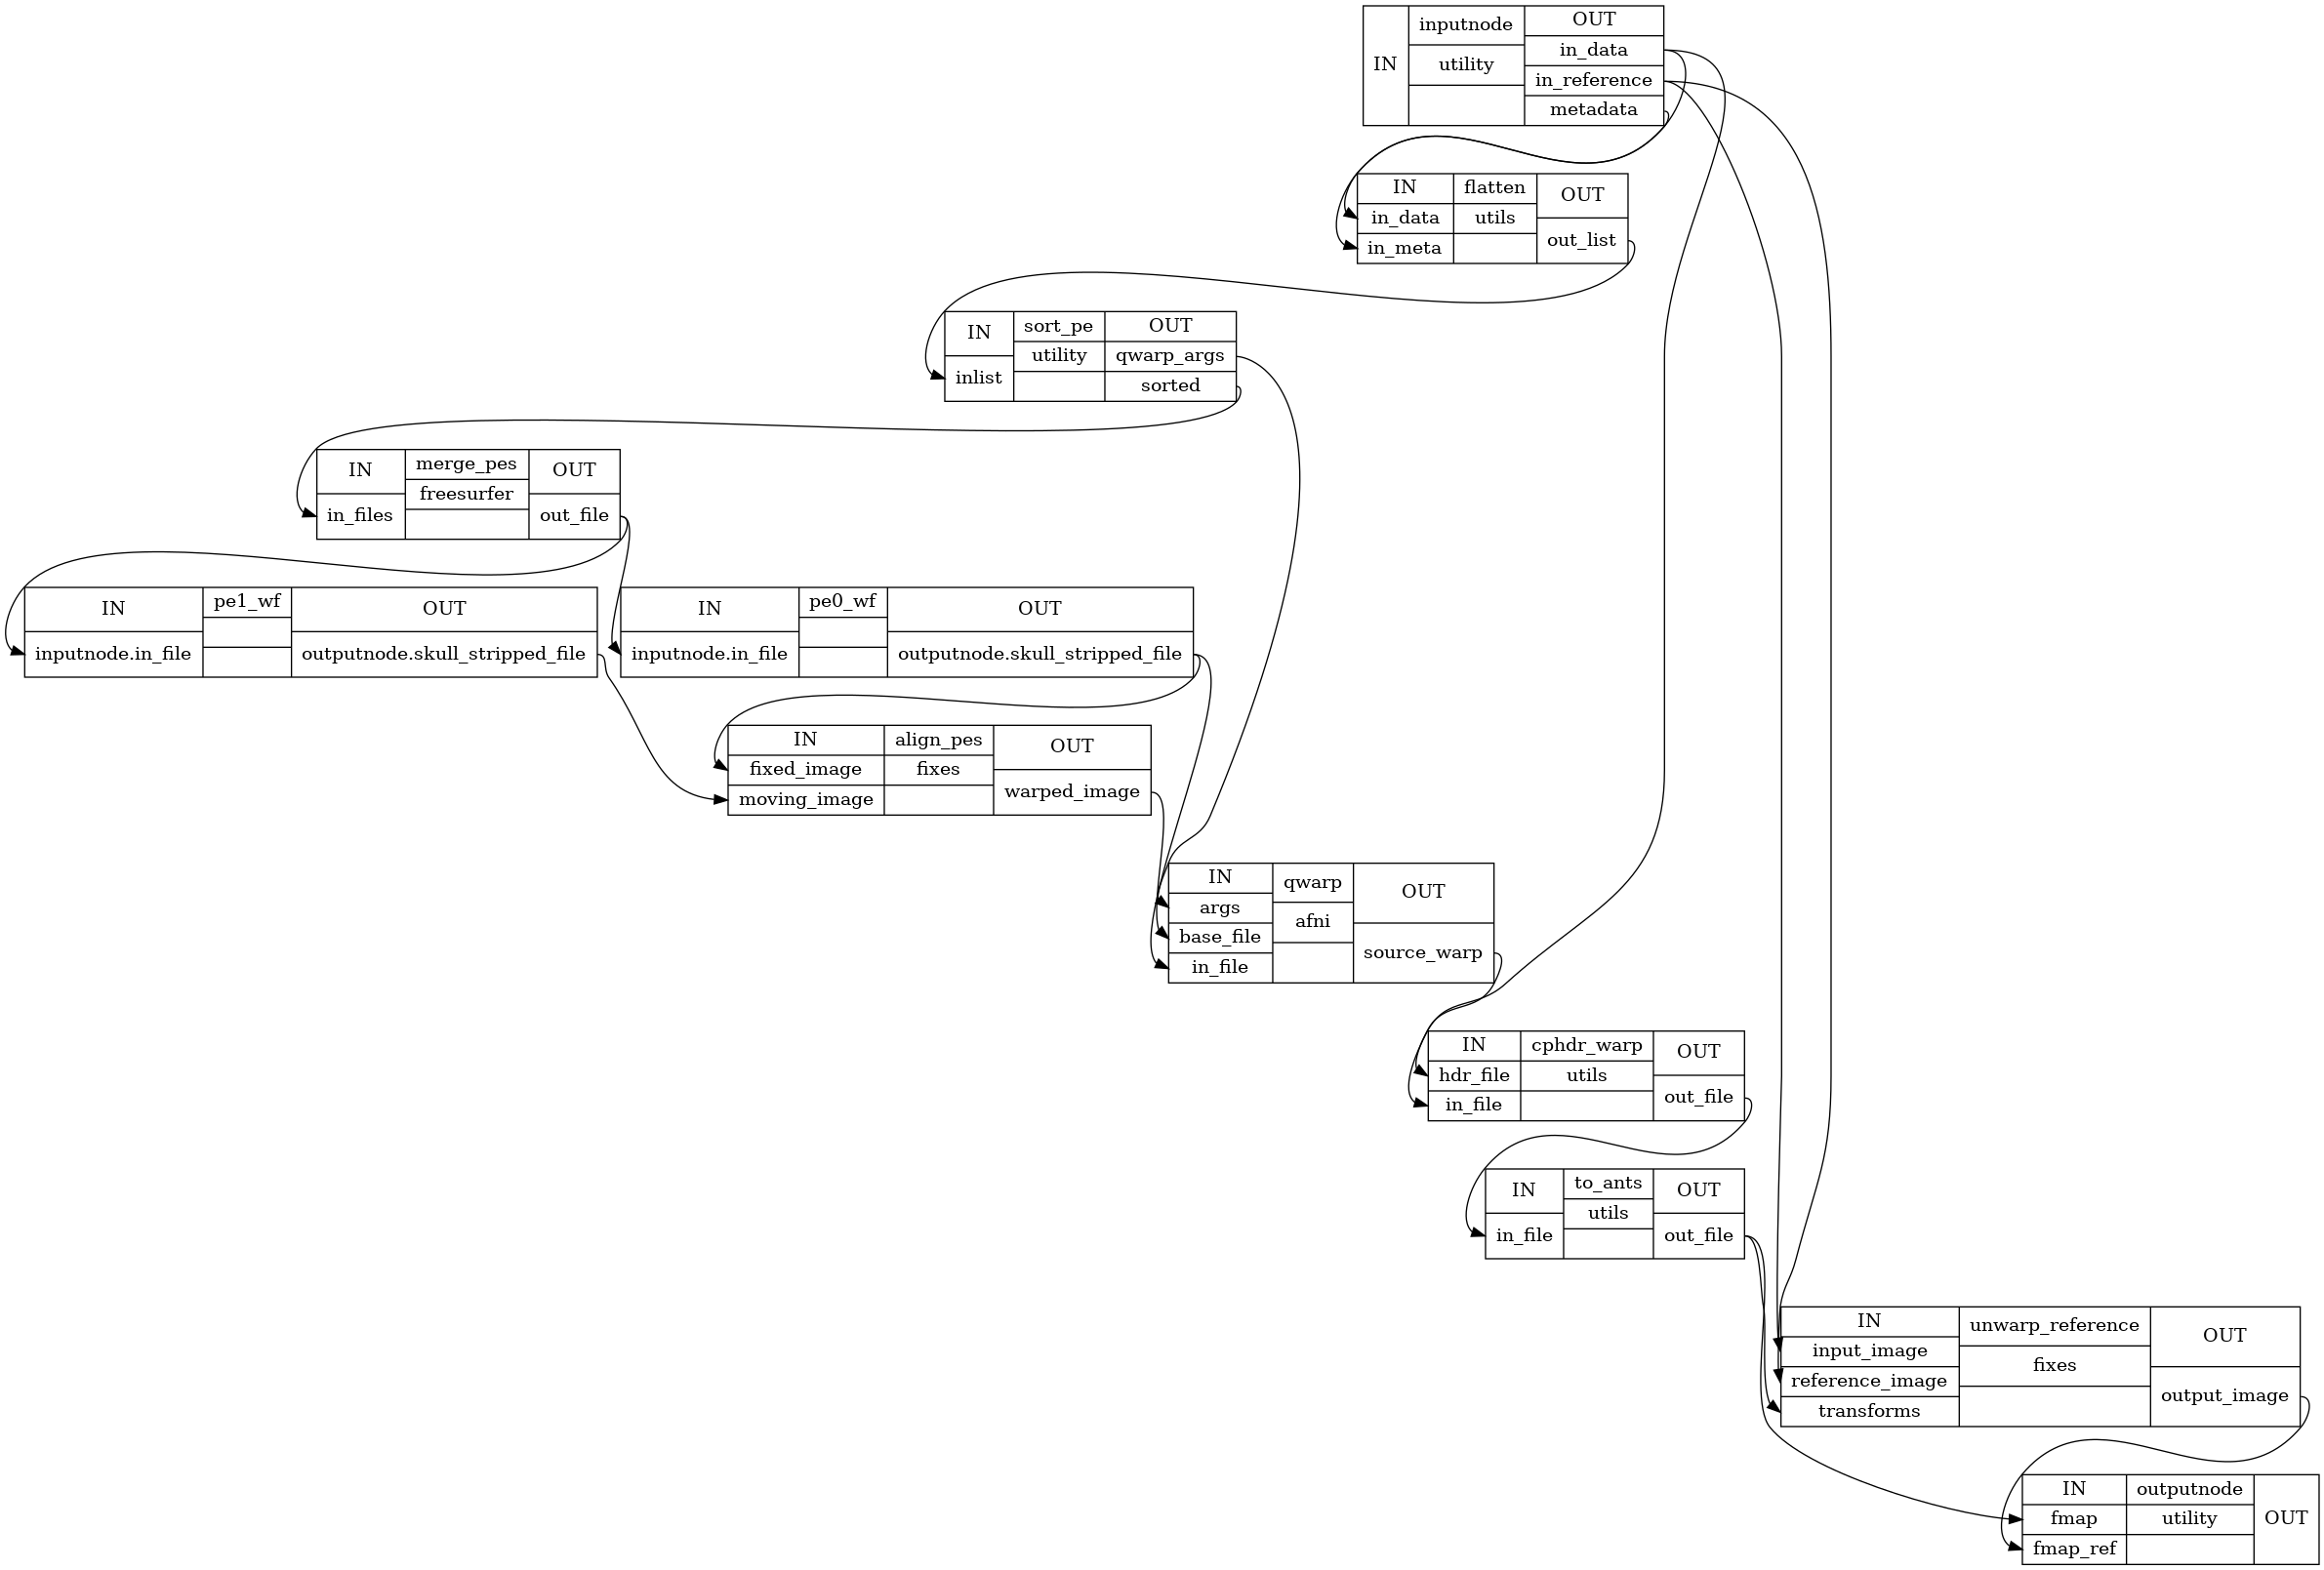 IN
inputnode
utility
OUT
in_data
in_reference
metadata
IN
in_data
in_meta
flatten
utils
OUT
out_list
IN
inlist
sort_pe
utility
OUT
qwarp_args
sorted
IN
in_files
merge_pes
freesurfer
OUT
out_file
IN
inputnode.in_file
pe1_wf
OUT
outputnode.skull_stripped_file
IN
inputnode.in_file
pe0_wf
OUT
outputnode.skull_stripped_file
IN
fixed_image
moving_image
align_pes
fixes
OUT
warped_image
IN
args
base_file
in_file
qwarp
afni
OUT
source_warp
IN
hdr_file
in_file
cphdr_warp
utils
OUT
out_file
IN
in_file
to_ants
utils
OUT
out_file
IN
input_image
reference_image
transforms
unwarp_reference
fixes
OUT
output_image
IN
fmap
fmap_ref
outputnode
utility
OUT